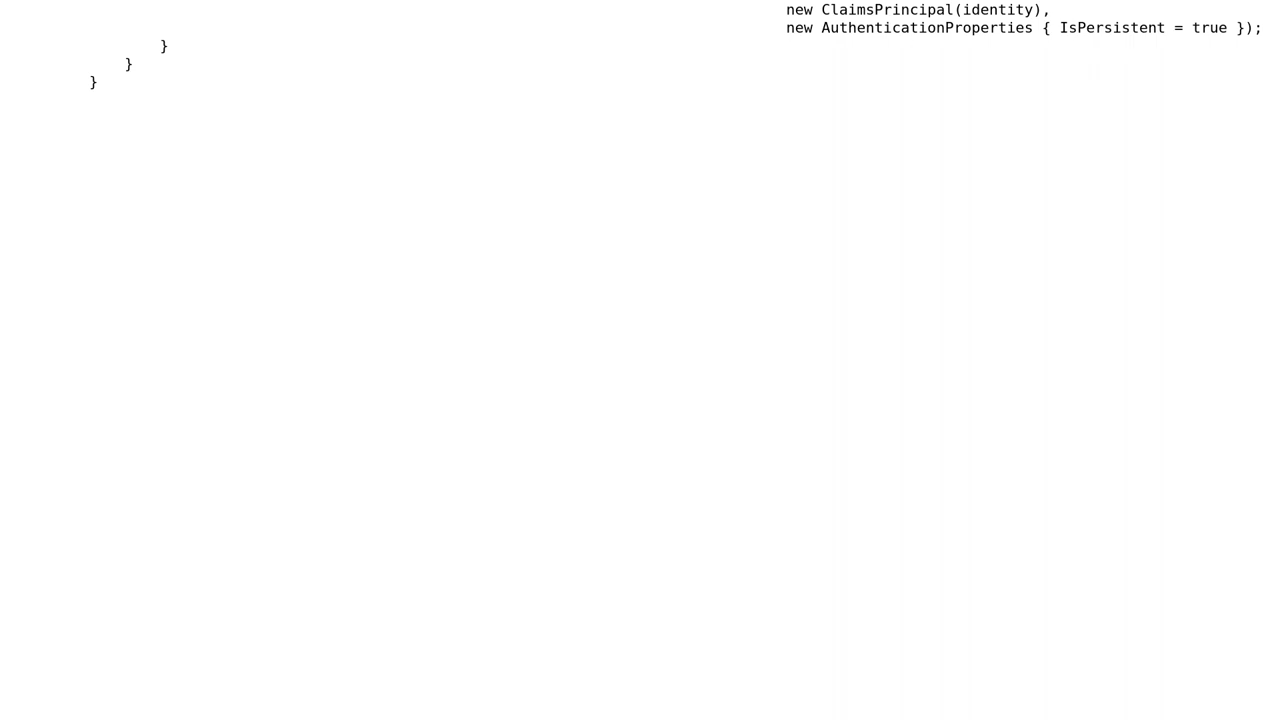 new ClaimsPrincipal(identity),
new AuthenticationProperties { IsPersistent = true });
}
}
}